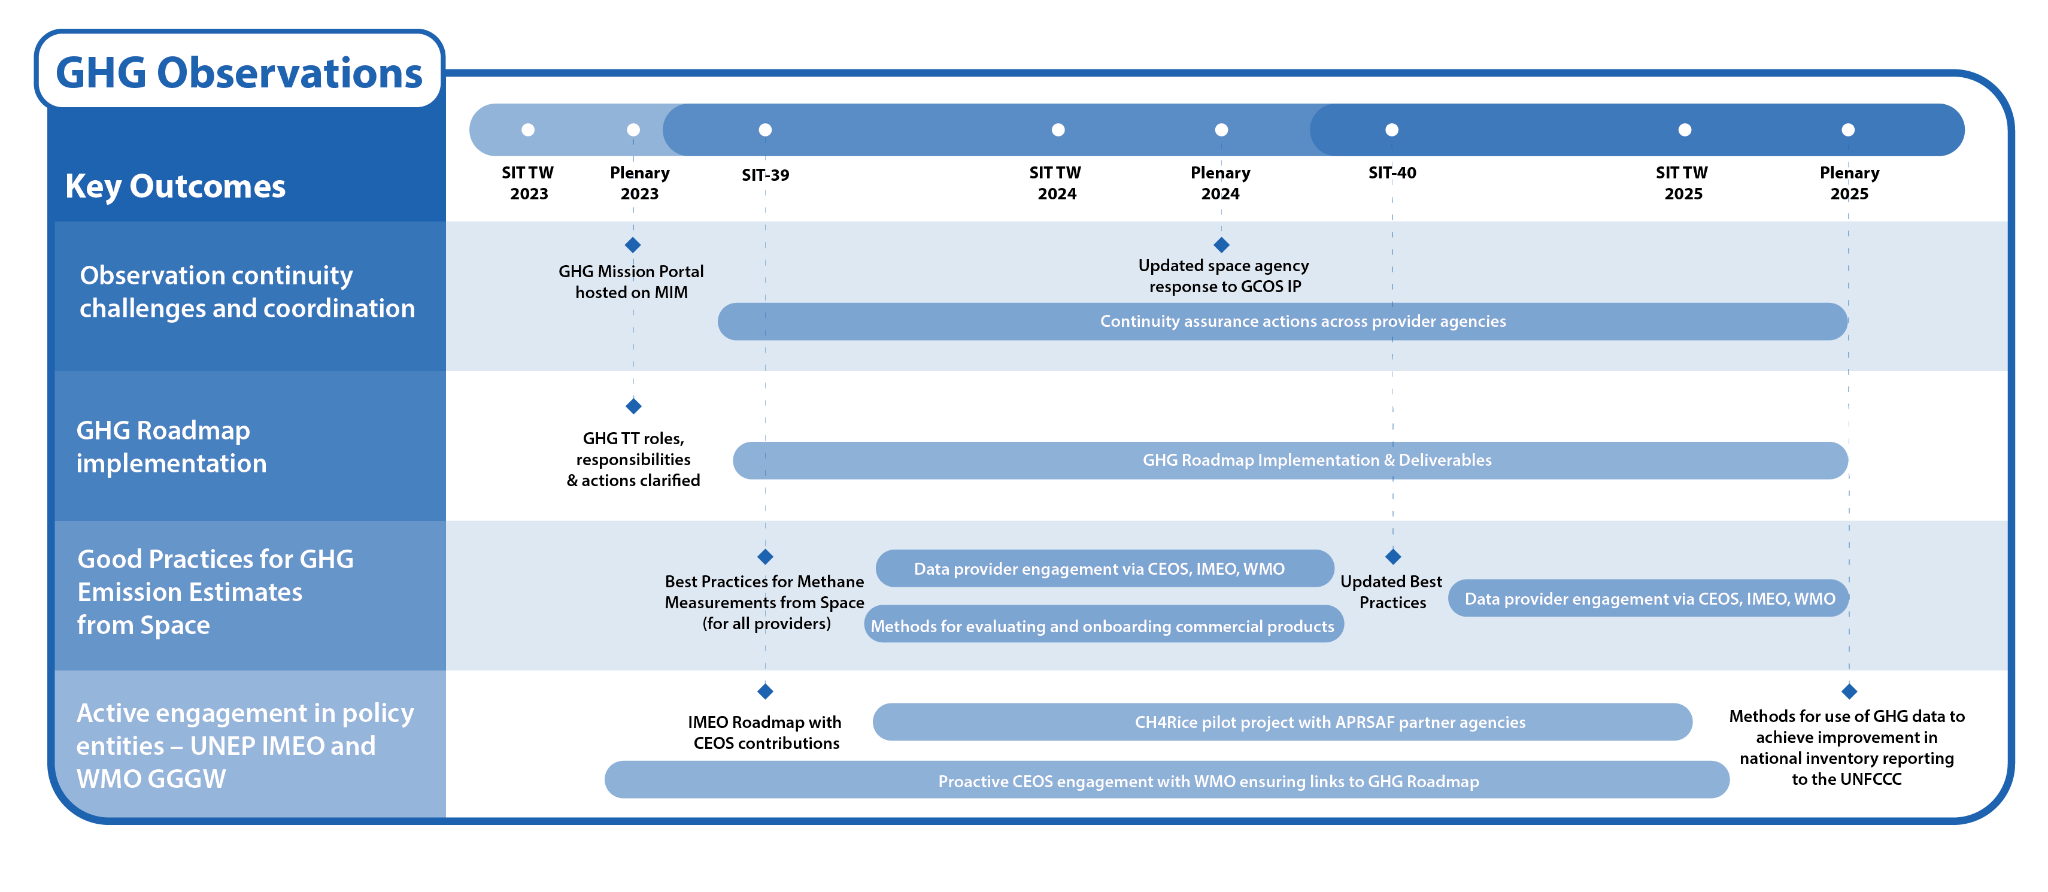 GHG Observations
Key Outcomes
SIT TW
2023
Plenary
2023
SIT-39
SIT TW
2024
Plenary
2024
SIT-40
SIT TW
2025
Plenary
2025
Observation continuity
challenges and coordination
GHG Mission Portal
hosted on MIM
Updated space agency
response to GCOS IP
Continuity assurance actions across provider agencies
GHG Roadmap
implementation
GHG TT roles,
responsibilities
& actions clarified
GHG Roadmap Implementation & Deliverables
Good Practices for GHG
Emission Estimates
from Space
Best Practices for Methane
Measurements from Space
(for all providers)
Data provider engagement via CEOS, IMEO, WMO
Methods for evaluating and onboarding commercial products
Updated Best
Practices
Data provider engagement via CEOS, IMEO, WMO
Active engagement in policy
entities – UNEP IMEO and
WMO GGGW
IMEO Roadmap with
CEOS contributions
CH4Rice pilot project with APRSAF partner agencies
Proactive CEOS engagement with WMO ensuring links to GHG Roadmap
Methods for use of GHG data to
achieve improvement in
national inventory reporting
to the UNFCCC